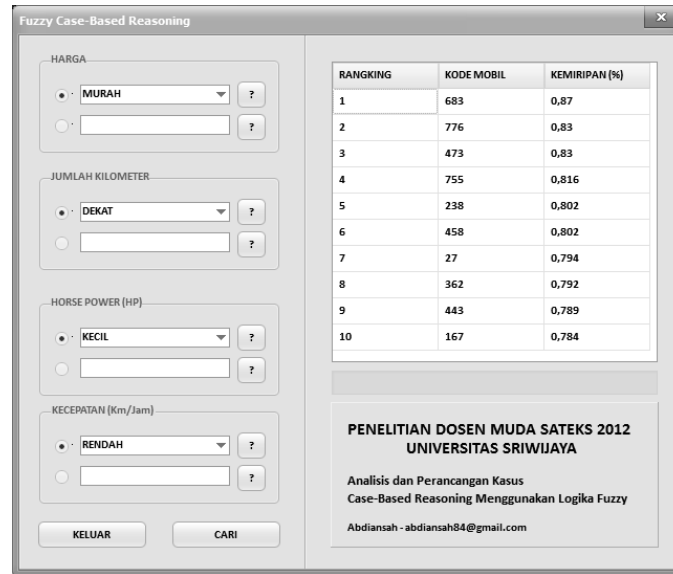 Fuzzy Case-Based Reasoning
HARGA
MURAH
?
?
JUMLAH KILOMETER
DEKAT
?
?
HORSE POWER (HP)
KECIL
?
?
KECEPATAN (Km/Jam)
RENDAH
?
?
KELUAR CARI
RANGKING KODE MOBIL KEMIRIPAN (%)
1 683 0,87
2 776 0,83
3 473 0,83
4 755 0,816
5 238 0,802
6 458 0,802
7 27 0,794
8 362 0,792
9 443 0,789
10 167 0,784
PENELITIAN DOSEN MUDA SATEKS 2012
UNIVERSITAS SRIWIJAYA
Analisis dan Perancangan Kasus
Case-Based Reasoning Menggunakan Logika Fuzzy
Abdiansah - abdiansah84@gmail.com